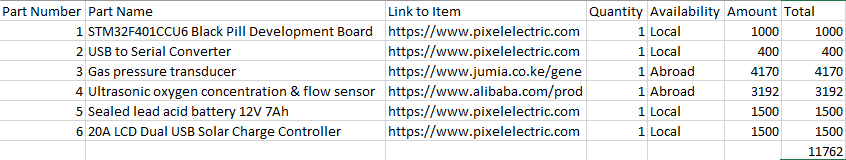 Part Number Part Name Link to Item Quantity Availability Amount Total
1 STM32F401CCU6 Black Pill Development Board https://www.pixelelectric.com 1 Local 1000 1000
2 USB to Serial Converter https://www.pixelelectric.com 1 Local 400 400
3 Gas pressure transducer https://www.jumia.co.ke/gene 1 Abroad 4170 4170
4 Ultrasonic oxygen concentration & flow sensor https://www.alibaba.com/prod 1 Abroad 3192 3192
5 Sealed lead acid battery 12V 7Ah https://www.pixelelectric.com 1 Local 1500 1500
6 20A LCD Dual USB Solar Charge Controller https://www.pixelelectric.com 1 Local 1500 1500
11762